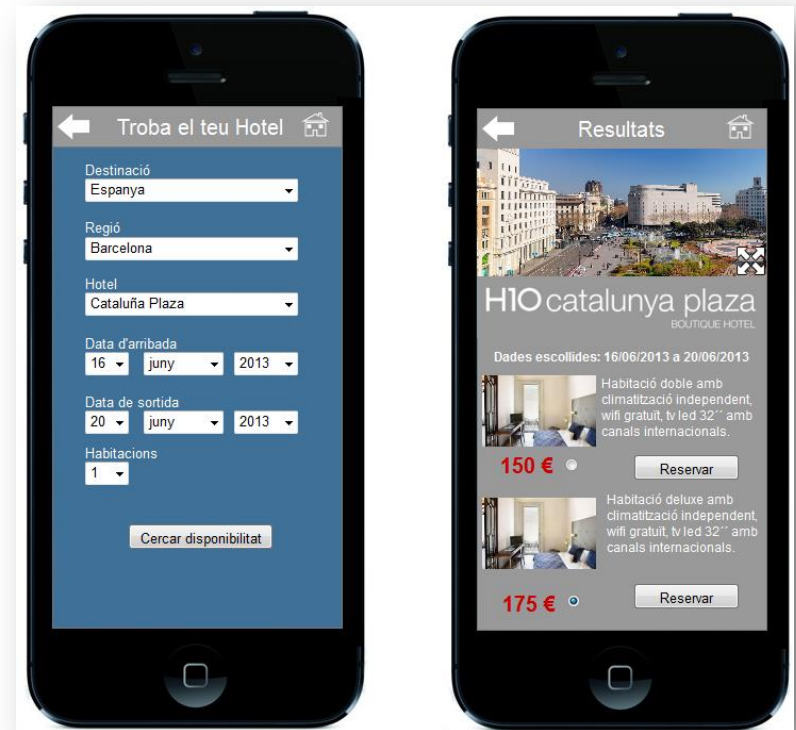 Troba el teu Hotel
Destinació
Espanya
Regió
Barcelona
Hotel
Cataluña Plaza
Data d'arribada
16 juny 2013
Data de sortida
20 juny 2013
Habitacions
1
Cercar disponibilitat
Resultats
H10 catalunya plaza
BOUTIQUE HOTEL
Dades escollides: 16/06/2013 a 20/06/2013
Habitació doble amb
climatització independent,
wifi gratuït, tv led 32´´ amb
canals internacionals.
150 €
Reservar
Habitació deluxe amb
climatització independent,
wifi gratuït, tv led 32´´ amb
canals internacionals.
175 €
Reservar